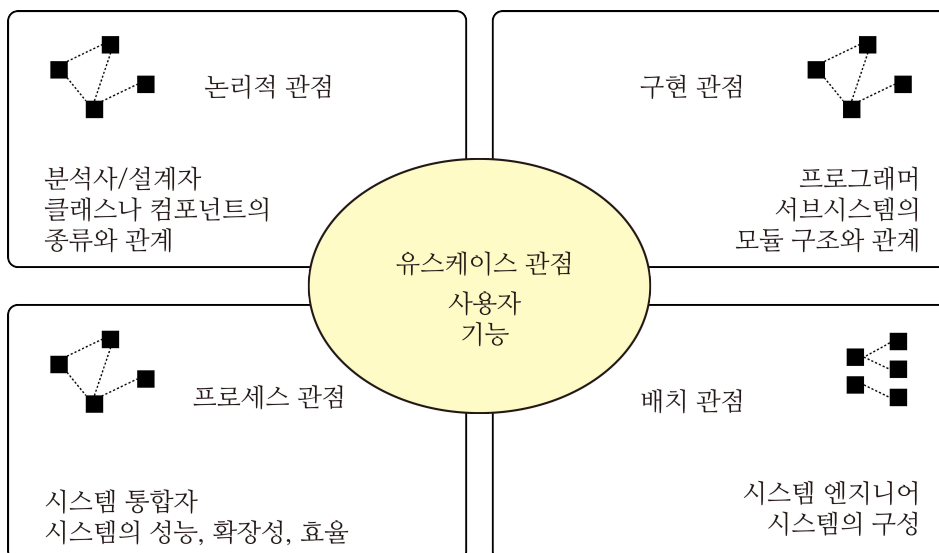 논리적 관점
분석사/설계자
클래스나 컴포넌트의
종류와 관계
구현 관점
프로그래머
서브시스템의
모듈 구조와 관계
유스케이스 관점
사용자
기능
프로세스 관점
시스템 통합자
시스템의 성능, 확장성, 효율
배치 관점
시스템 엔지니어
시스템의 구성